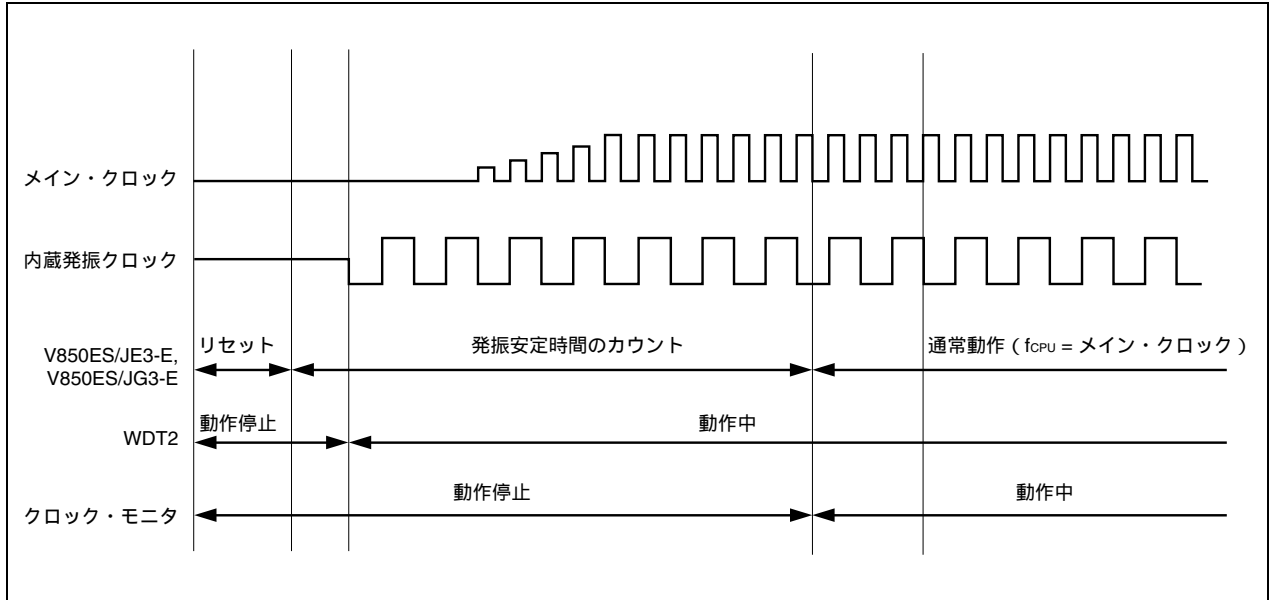 メイン・クロック
内蔵発振クロック
V850ES/JE3-E,
V850ES/JG3-E
リセット
発振安定時間のカウント
通常動作（fCPU = メイン・クロック）
WDT2
動作停止
動作中
クロック・モニタ
動作停止
動作中